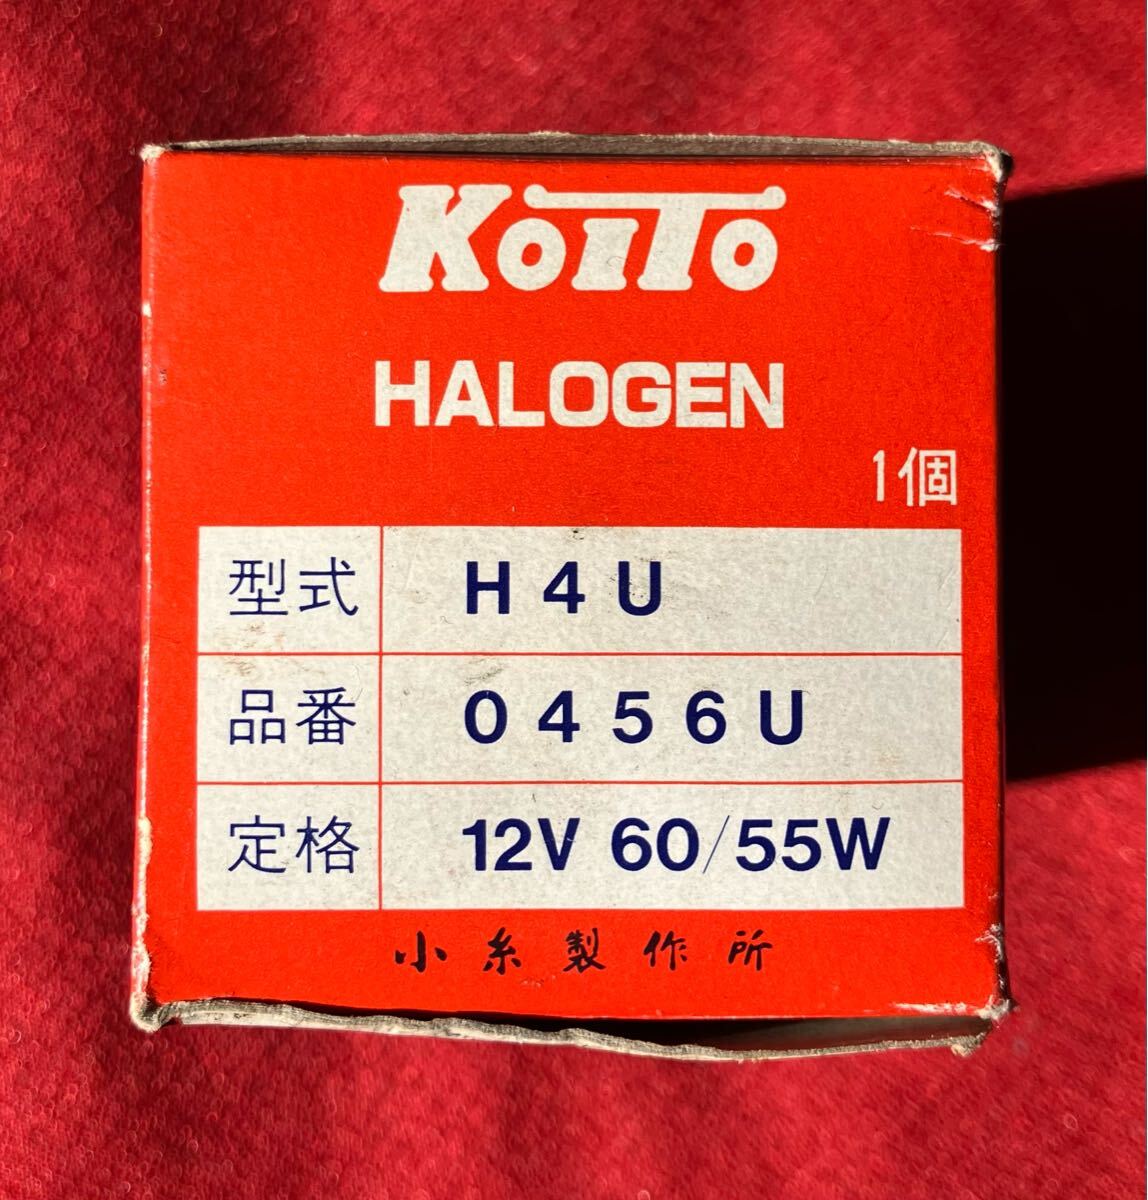 KoiTo
HALOGEN
1個
型式 H4U
品番 0456U
定格 12V 60/55W
小糸製作所